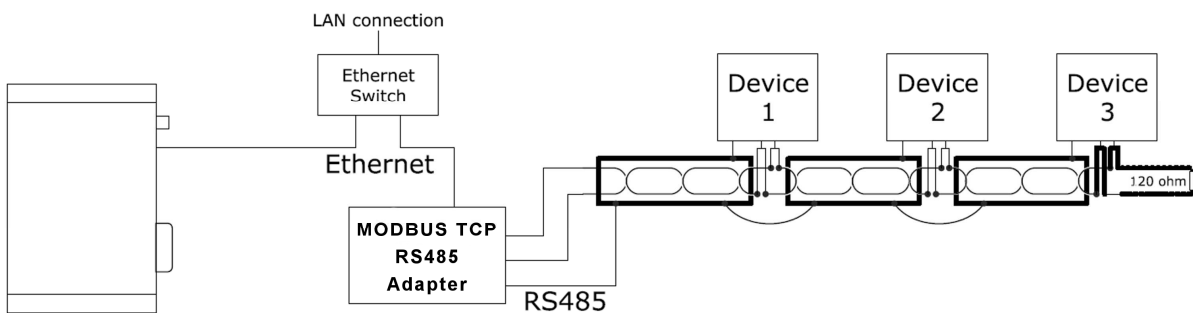 LAN connection
Ethernet
Switch
Ethernet
MODBUS TCP
RS485
Adapter
RS485
Device
1
Device
2
Device
3
120 ohm